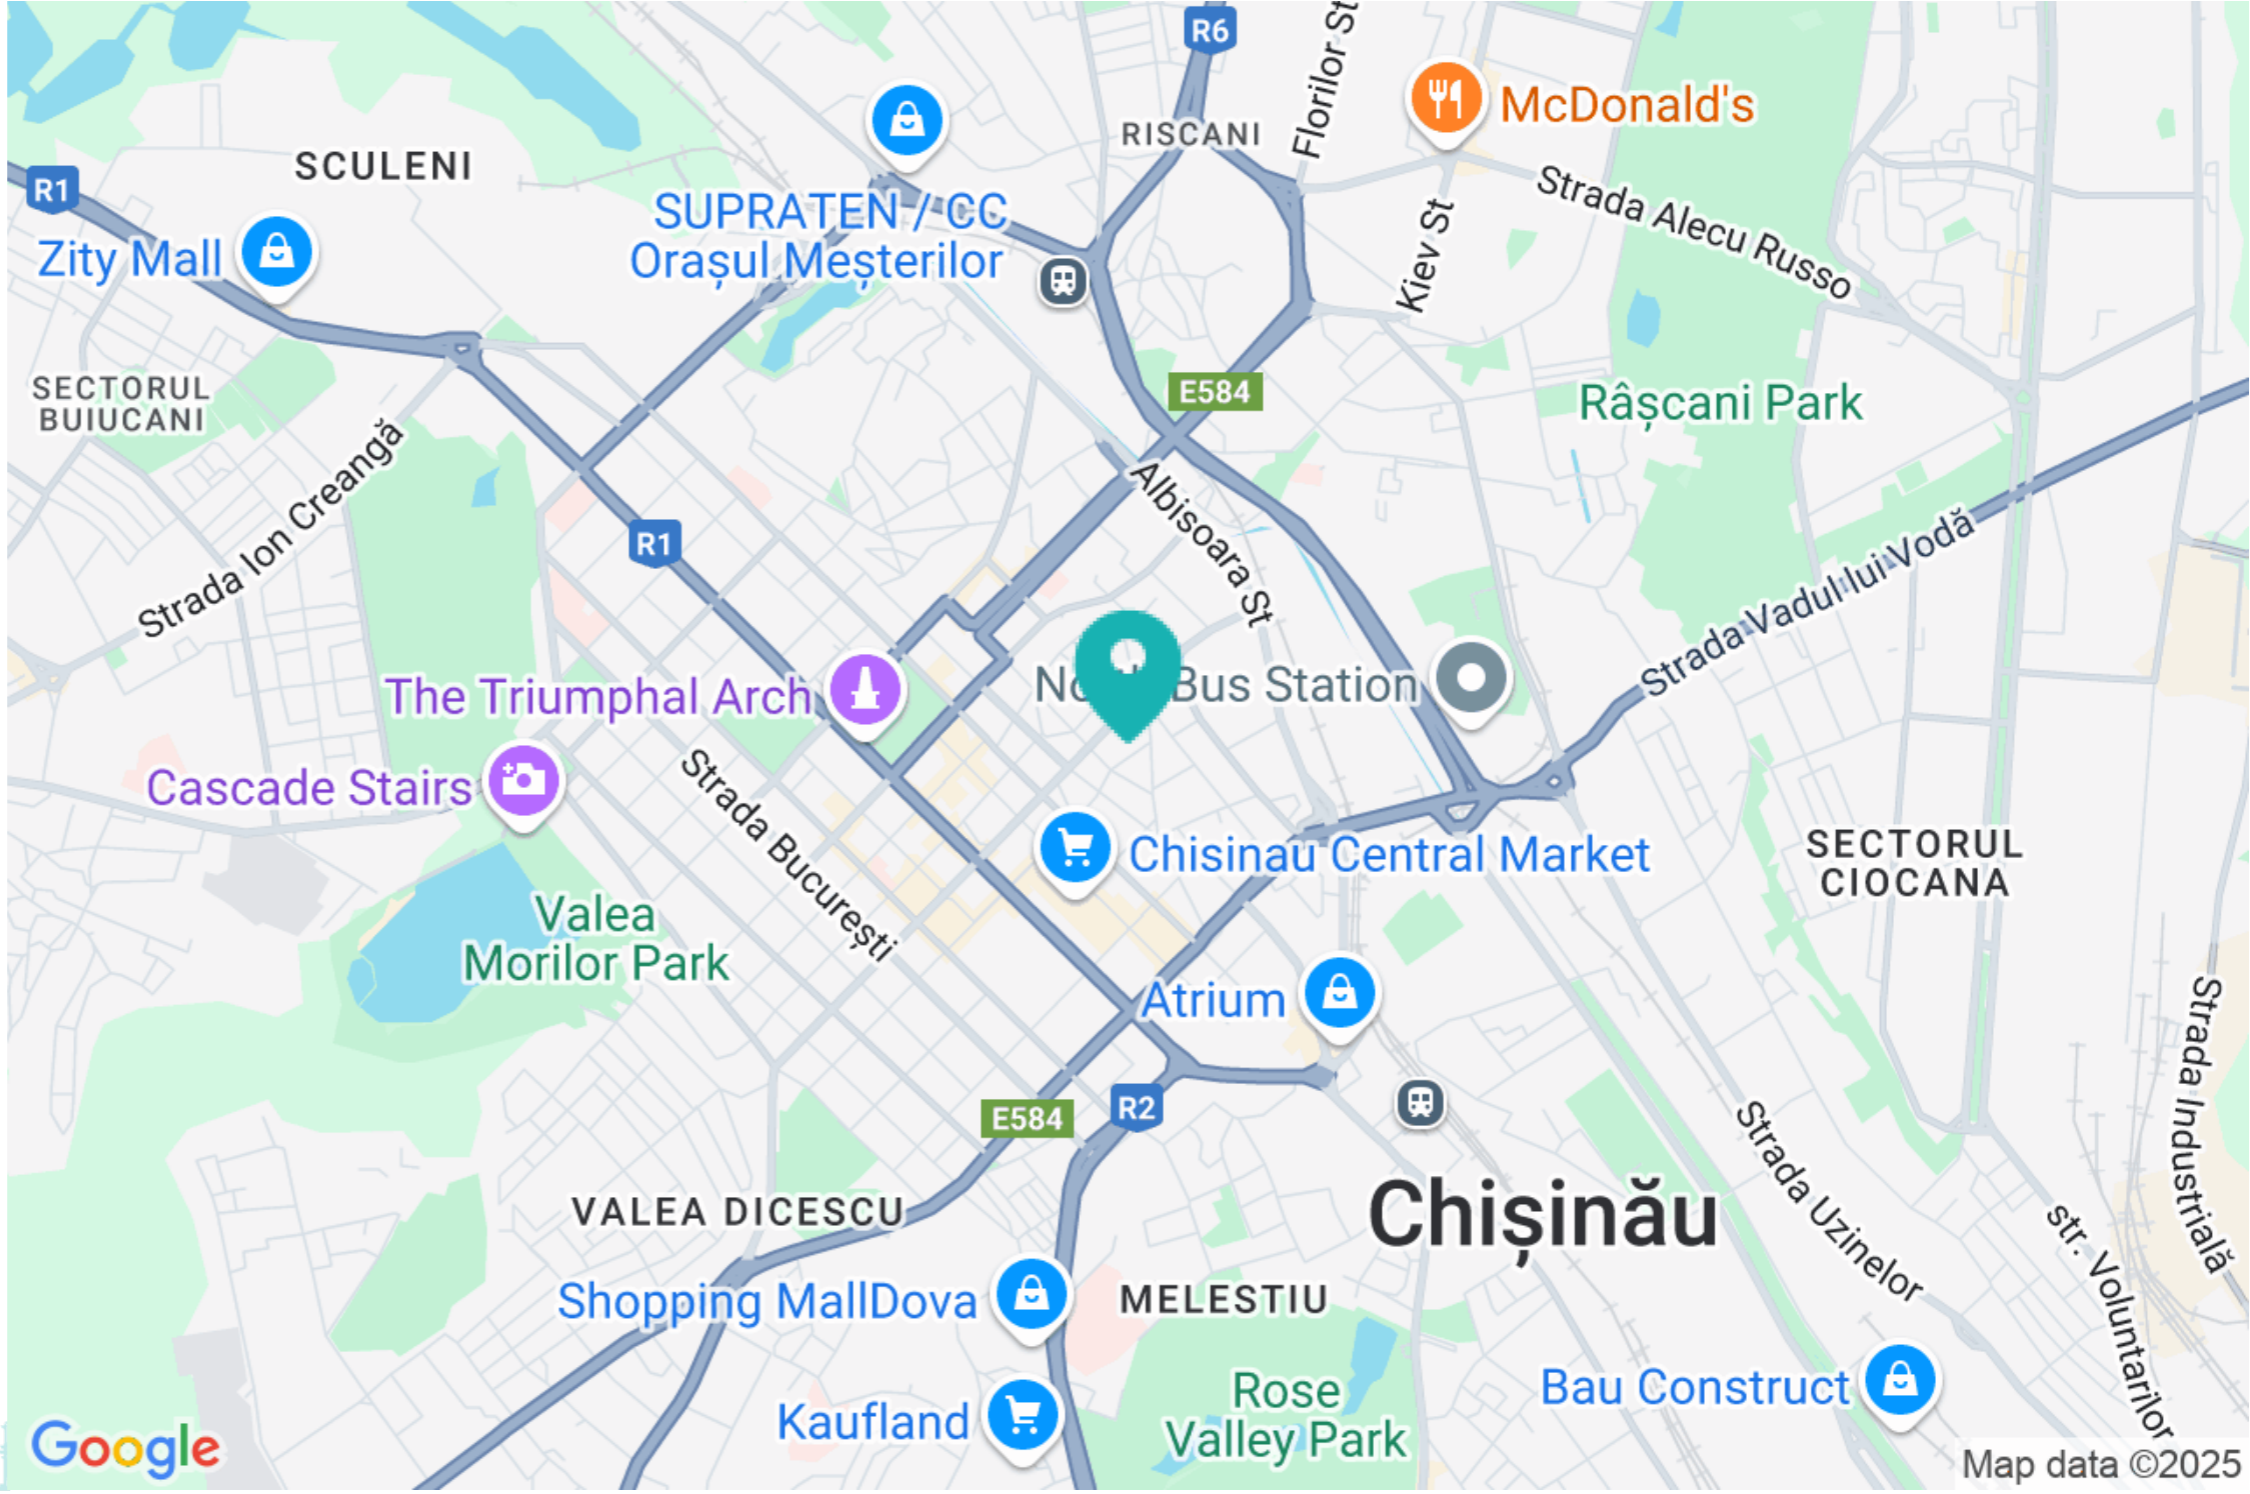 R6
Florilor St
McDonald's
RISCANI
SCULENI
R1
SUPRATEN / CC
Orașul Meșterilor
Zity Mall
Strada Alecu Russo
Kiev St
E584
SECTORUL
BUIUCANI
Râșcani Park
Strada Ion Creangă
R1
Albisoara St
Strada Vadul lui Vodă
The Triumphal Arch
Bus Station
Cascade Stairs
Strada București
Chisinau Central Market
SECTORUL
CIOCANA
Valea
Morilor Park
Atrium
Strada Industrială
E584
R2
Strada Uzinelor
VALEA DICESCU
Chișinău
str. Voluntarilor
Shopping MallDova
MELESTIU
Bau Construct
Rose
Valley Park
Kaufland
Google
Map data ©2025